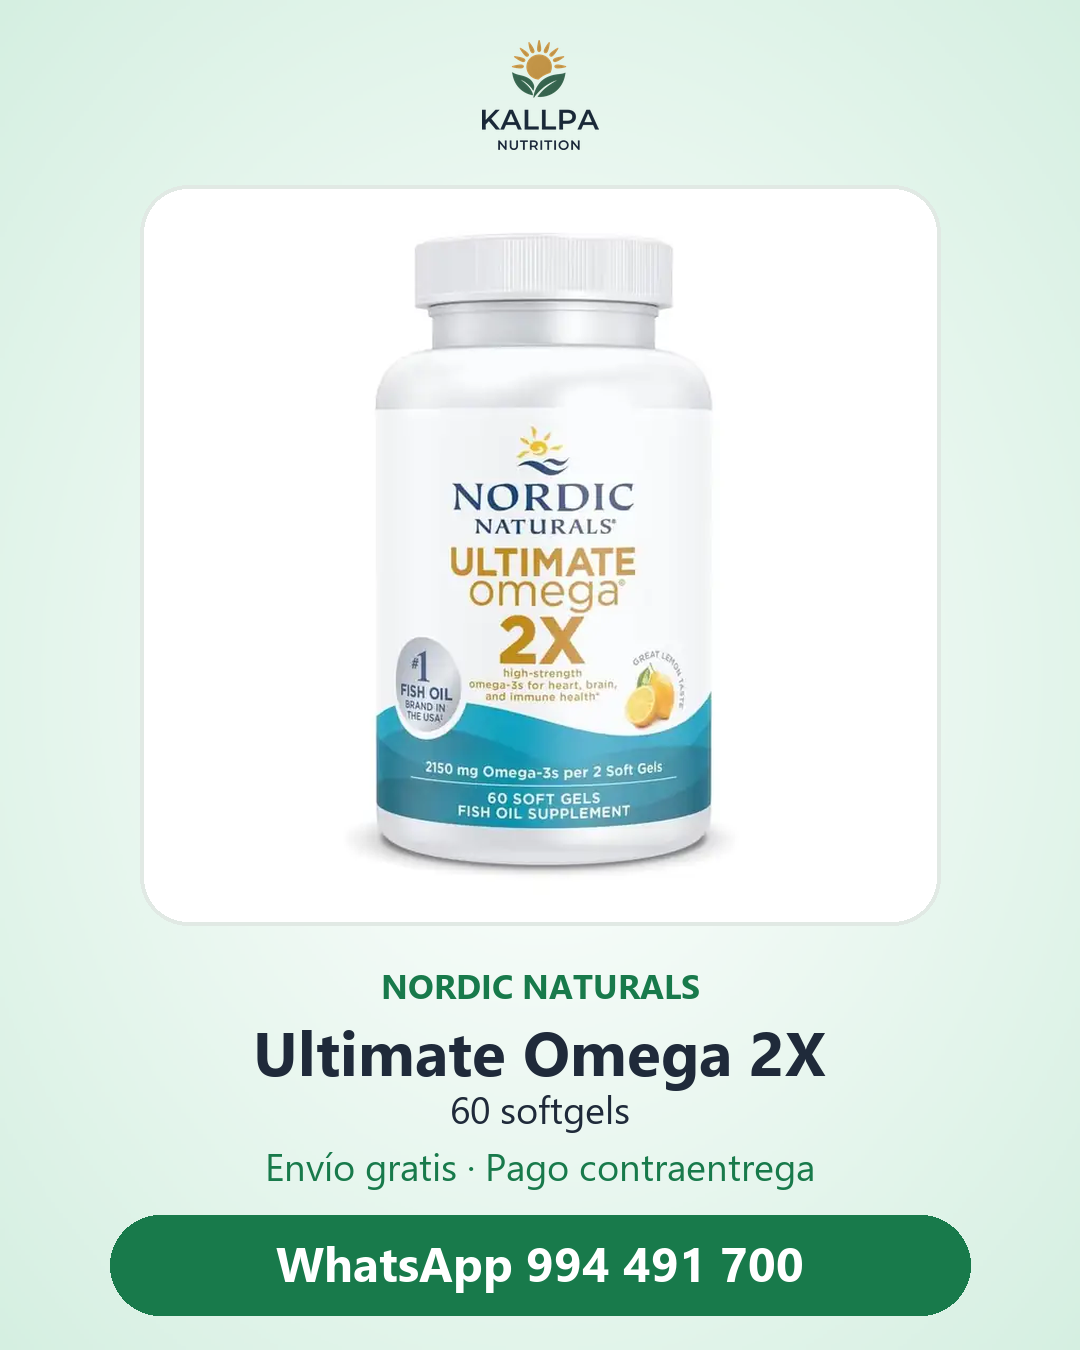 KALLPA
NUTRITION
NORDIC
NATURALS®
ULTIMATE
omega®
2X
high-strength
omega-3s for heart, brain,
and immune health*
#1
FISH OIL
BRAND IN
THE USA‡
GREAT LEMON TASTE
2150 mg Omega-3s per 2 Soft Gels
60 SOFT GELS
FISH OIL SUPPLEMENT
NORDIC NATURALS
Ultimate Omega 2X
60 softgels
Envío gratis · Pago contraentrega
WhatsApp 994 491 700